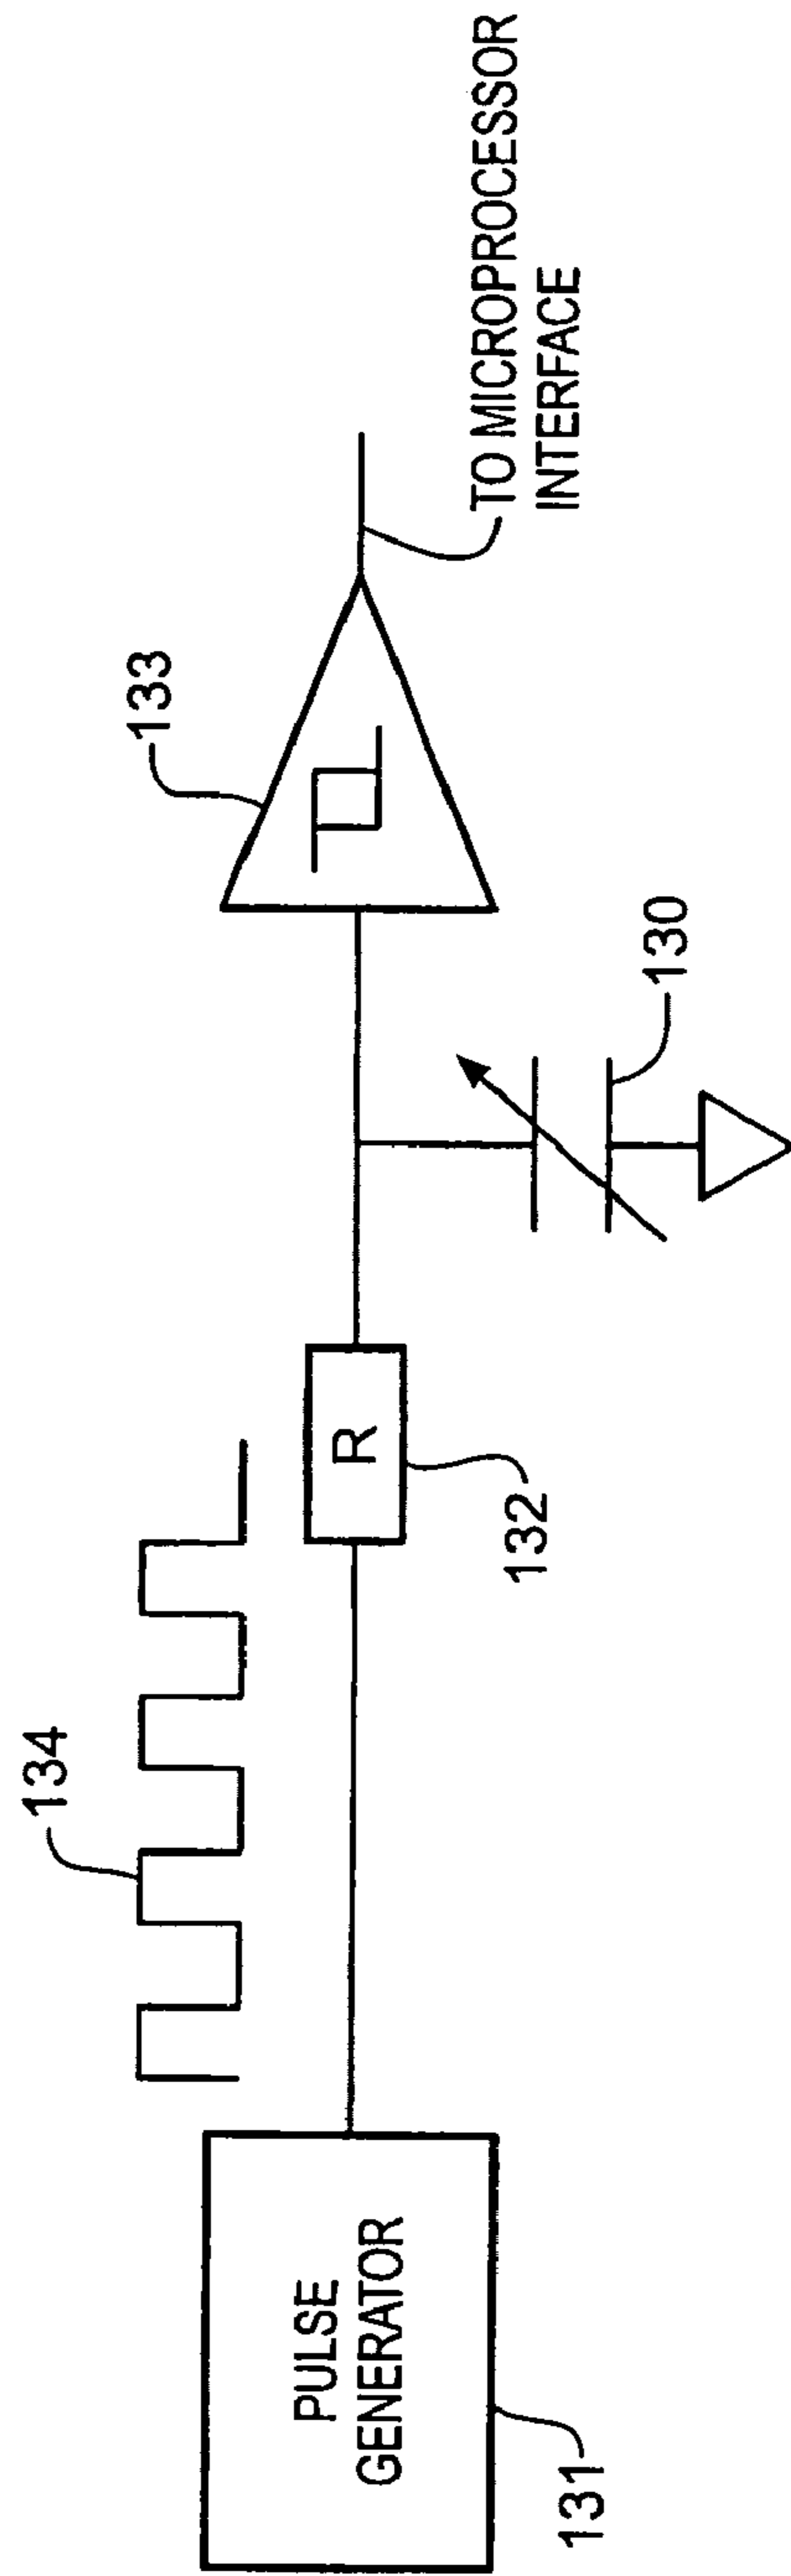 134
133
PULSE
GENERATOR
R
TO MICROPROCESSOR
INTERFACE
131
132
130